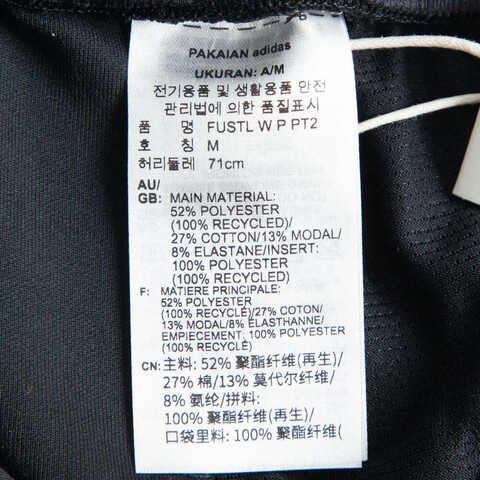 PAKAIAN adidas
UKURAN: A/M
전기용품 및 생활용품 안전
관리법에 의한 품질표시
품 명 FUSTL W P PT2
호 칭 M
허리둘레 71cm
AU/
GB: MAIN MATERIAL:
52% POLYESTER
(100% RECYCLED)/
27% COTTON/13% MODAL/
8% ELASTANE/INSERT:
100% POLYESTER
(100% RECYCLED)
F: MATIERE PRINCIPALE:
52% POLYESTER
(100% RECYCLÉ)/27% COTON/
13% MODAL/8% ÉLASTHANNE/
EMPIECEMENT: 100% POLYESTER
(100% RECYCLÉ)
CN: 主料: 52% 聚酯纤维(再生)/
27% 棉/13% 莫代尔纤维/
8% 氨纶/拼料:
100% 聚酯纤维(再生)/
口袋里料: 100% 聚酯纤维(